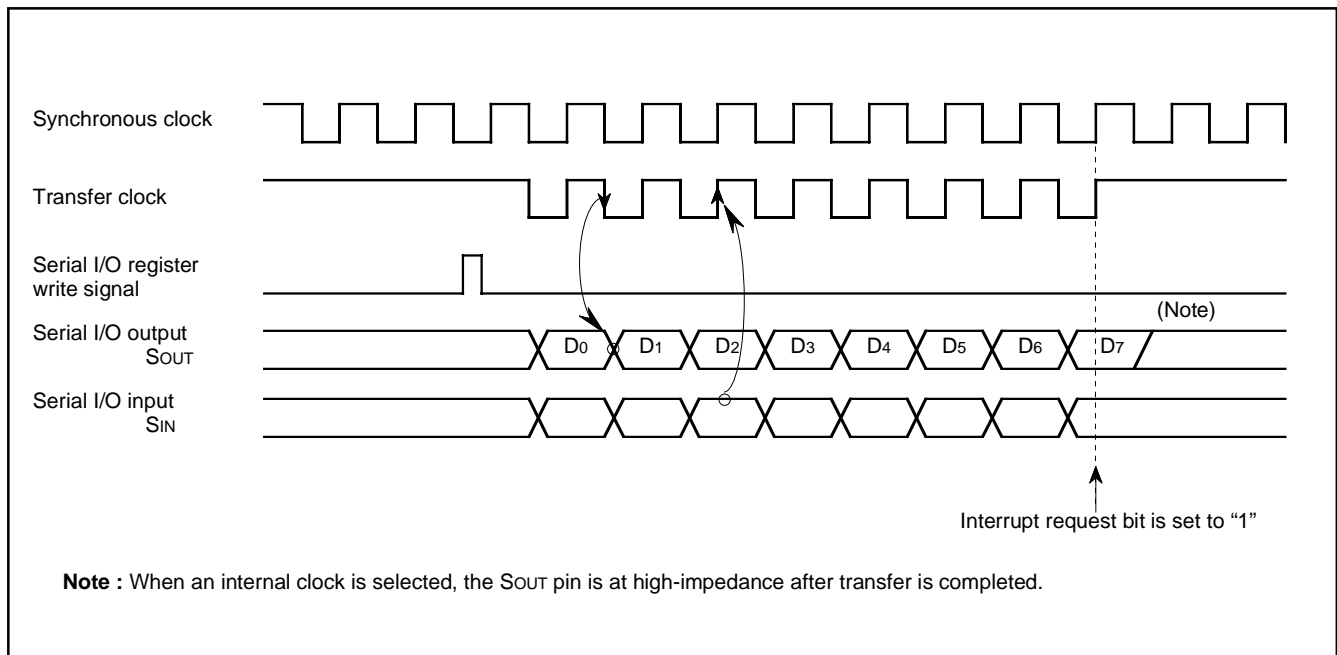 Synchronous clock
Transfer clock
Serial I/O register
write signal
(Note)
Serial I/O output
SOUT
D0 D1 D2 D3 D4 D5 D6 D7
Serial I/O input
SIN
Interrupt request bit is set to “1”
Note : When an internal clock is selected, the SOUT pin is at high-impedance after transfer is completed.